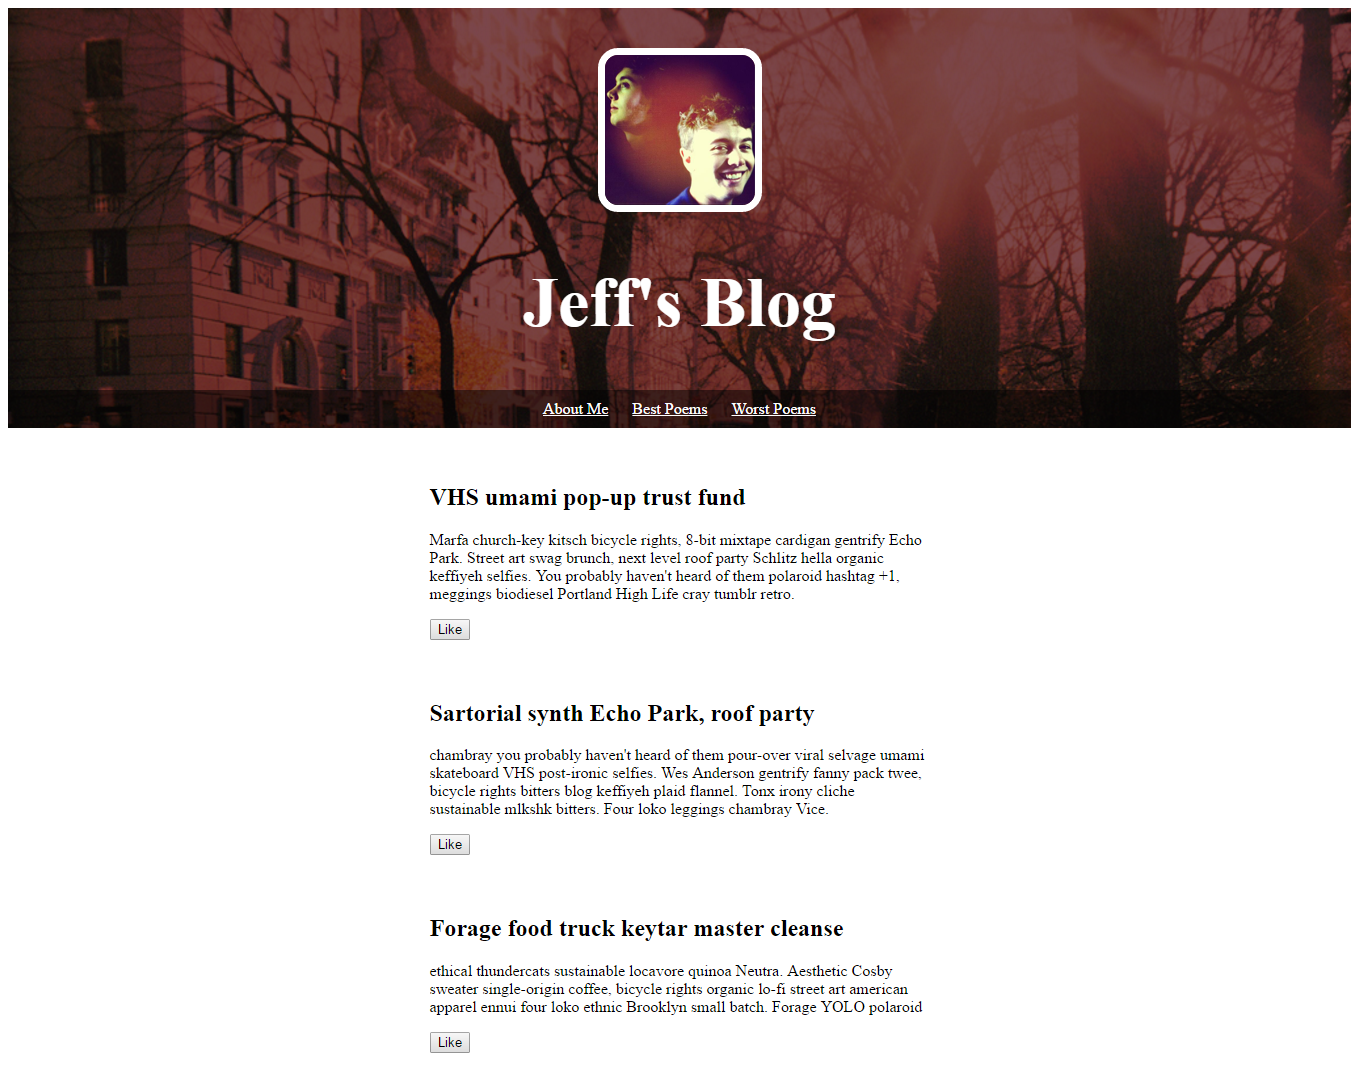 Jeff's Blog
About Me Best Poems Worst Poems
VHS umami pop-up trust fund
Marfa church-key kitsch bicycle rights, 8-bit mixtape cardigan gentrify Echo
Park. Street art swag brunch, next level roof party Schlitz hella organic
keffiyeh selfies. You probably haven't heard of them polaroid hashtag +1,
meggings biodiesel Portland High Life cray tumblr retro.
Like
Sartorial synth Echo Park, roof party
chambray you probably haven't heard of them pour-over viral selvage umami
skateboard VHS post-ironic selfies. Wes Anderson gentrify fanny pack twee,
bicycle rights bitters blog keffiyeh plaid flannel. Tonx irony cliche
sustainable mlkshk bitters. Four loko leggings chambray Vice.
Like
Forage food truck keytar master cleanse
ethical thundercats sustainable locavore quinoa Neutra. Aesthetic Cosby
sweater single-origin coffee, bicycle rights organic lo-fi street art american
apparel ennui four loko ethnic Brooklyn small batch. Forage YOLO polaroid
Like